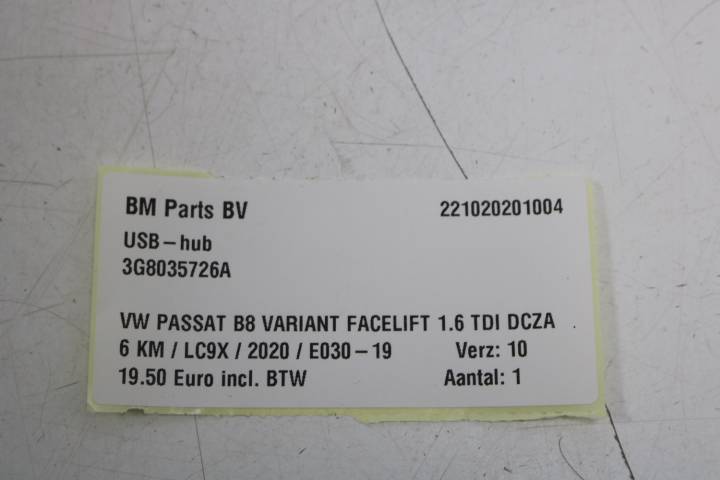 BM Parts BV 221020201004
USB-hub
3G8035726A
VW PASSAT B8 VARIANT FACELIFT 1.6 TDI DCZA
6 KM / LC9X / 2020 / E030-19 Verz: 10
19.50 Euro incl. BTW Aantal: 1